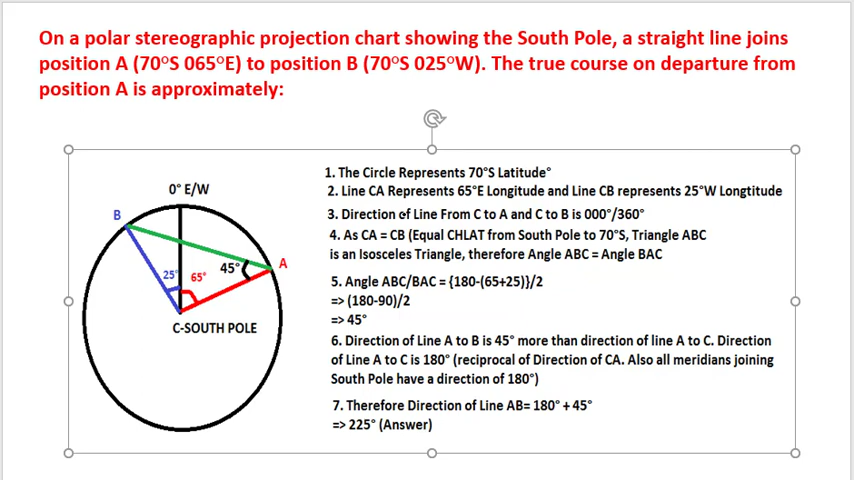 On a polar stereographic projection chart showing the South Pole, a straight line joins
position A (70°S 065°E) to position B (70°S 025°W). The true course on departure from
position A is approximately:
0° E/W
B
A
25°
65°
45°
C-SOUTH POLE
1. The Circle Represents 70°S Latitude°
2. Line CA Represents 65°E Longitude and Line CB represents 25°W Longtitude
3. Direction of Line From C to A and C to B is 000°/360°
4. As CA = CB (Equal CHLAT from South Pole to 70°S, Triangle ABC
is an Isosceles Triangle, therefore Angle ABC = Angle BAC
5. Angle ABC/BAC = {180-(65+25)}/2
=> (180-90)/2
=> 45°
6. Direction of Line A to B is 45° more than direction of line A to C. Direction
of Line A to C is 180° (reciprocal of Direction of CA. Also all meridians joining
South Pole have a direction of 180°)
7. Therefore Direction of Line AB= 180° + 45°
=> 225° (Answer)